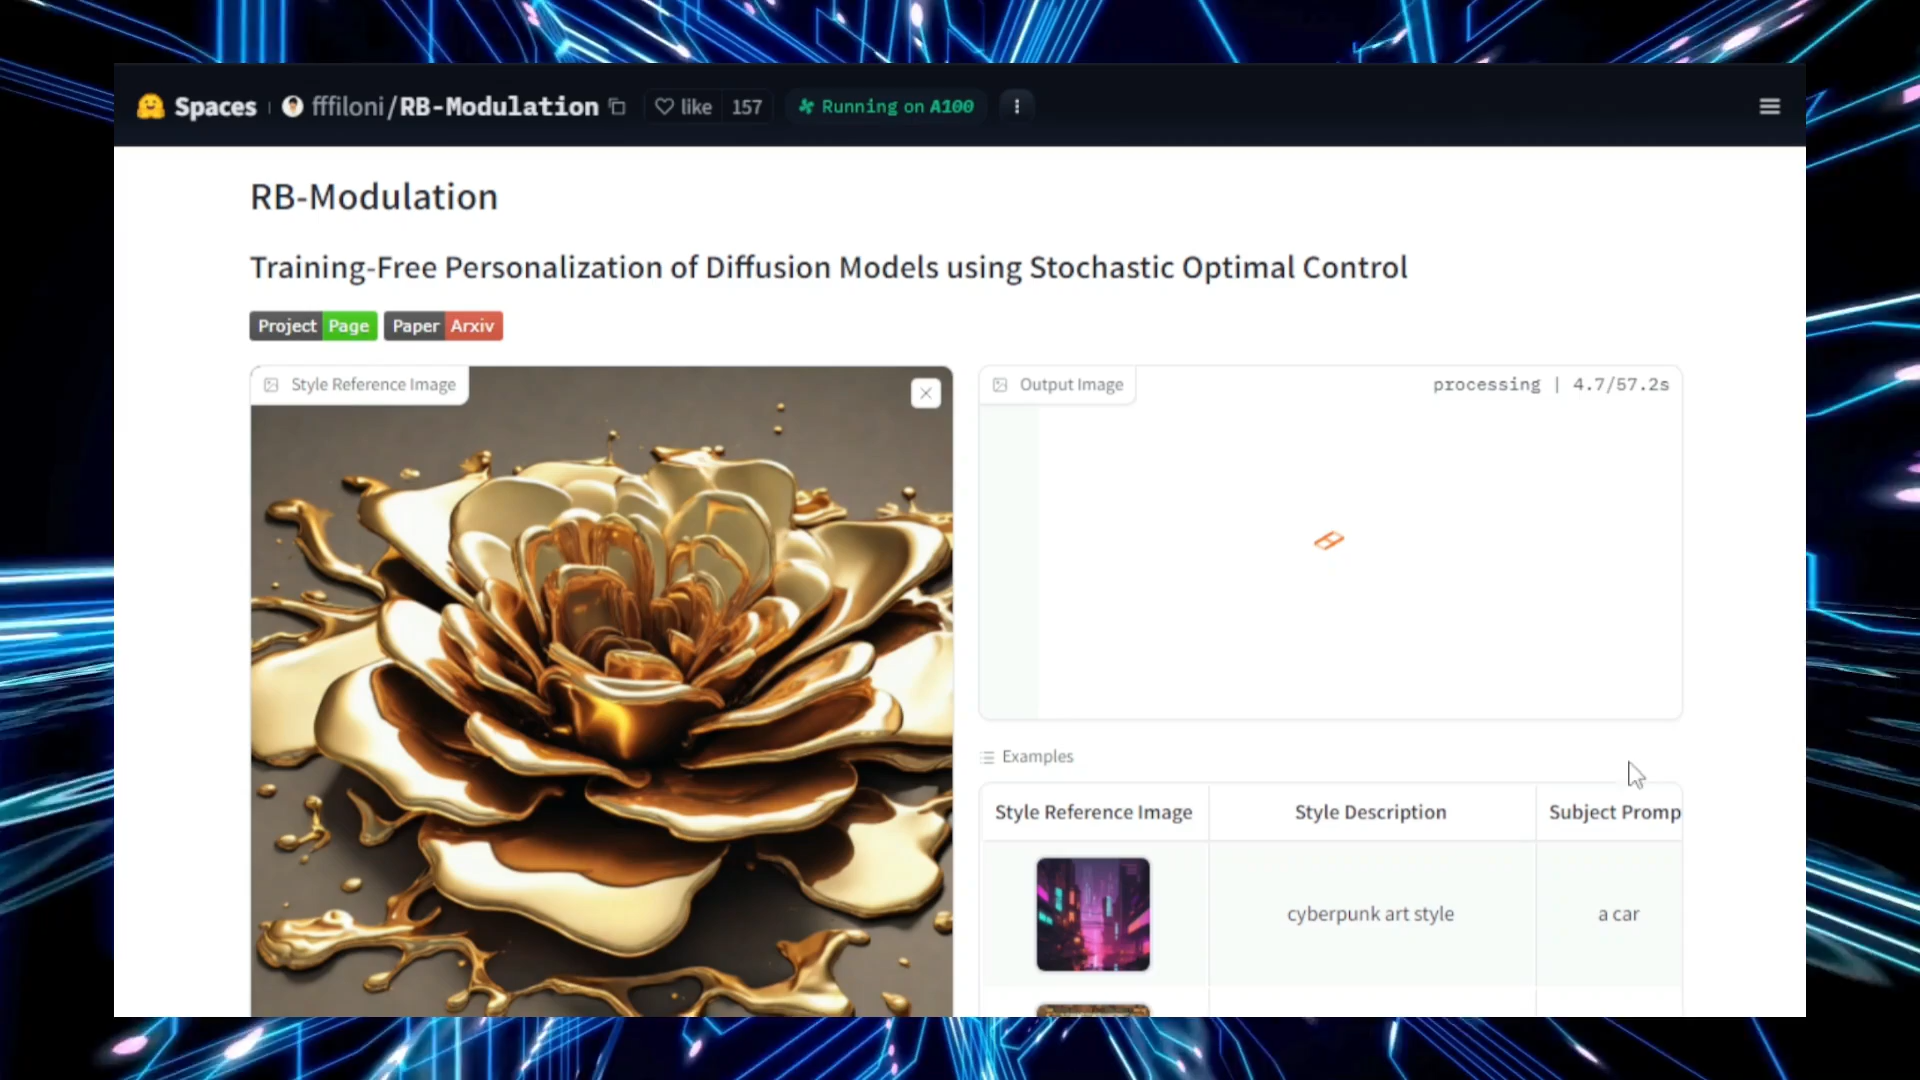 Spaces fffiloni/RB-Modulation like 157 Running on A100
RB-Modulation
Training-Free Personalization of Diffusion Models using Stochastic Optimal Control
Project Page Paper Arxiv
Style Reference Image
Output Image
processing | 4.7/57.2s
Examples
Style Reference Image Style Description Subject Promp
cyberpunk art style a car